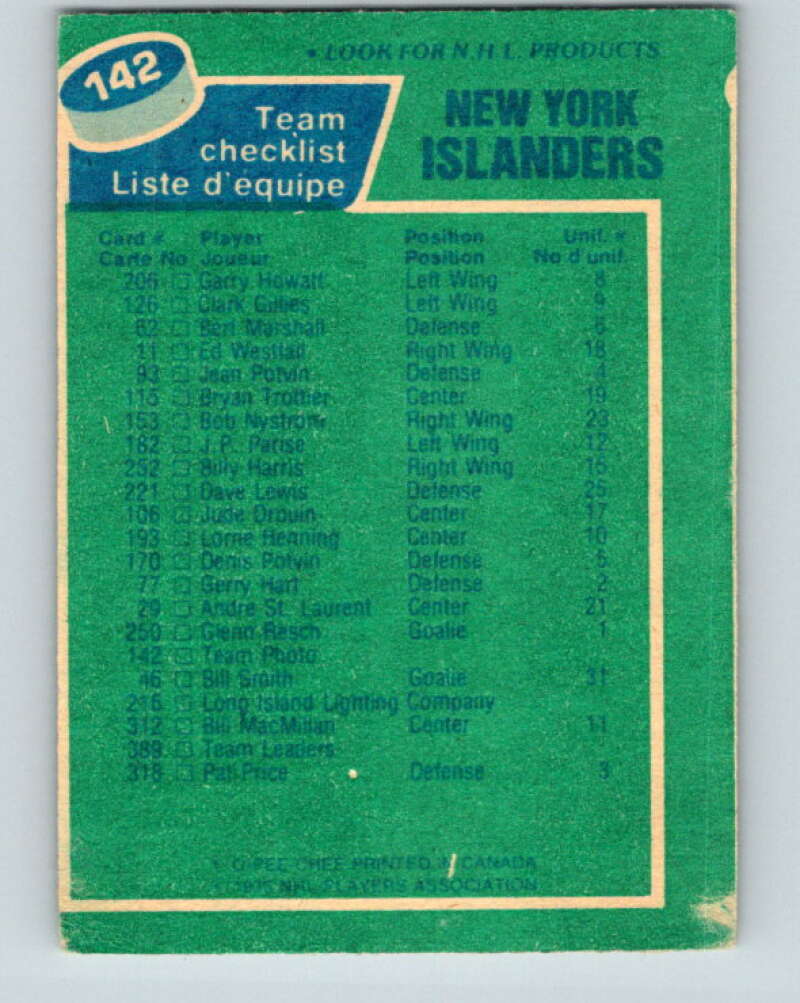 142
• LOOK FOR N.H.L. PRODUCTS
Team
checklist
Liste d'équipe
NEW YORK
ISLANDERS
Card # Player Position Unif. #
Carte No Joueur Position No d'unif.
206 □ Garry Howatt Left Wing 8
126 □ Clark Gillies Left Wing 9
62 □ Bert Marshall Defense 6
11 □ Ed Westfall Right Wing 18
93 □ Jean Potvin Defense 4
115 □ Bryan Trottier Center 19
153 □ Bob Nystrom Right Wing 23
182 □ J.P. Parise Left Wing 12
252 □ Billy Harris Right Wing 15
221 □ Dave Lewis Defense 25
106 □ Jude Drouin Center 17
193 □ Lorne Henning Center 10
170 □ Denis Potvin Defense 5
77 □ Gerry Hart Defense 2
29 □ Andre St. Laurent Center 21
250 □ Glenn Resch Goalie 1
142 □ Team Photo
46 □ Bill Smith Goalie 31
216 □ Long Island Lighting Company
312 □ Bill MacMillan Center 11
389 □ Team Leaders
318 □ Pat Price Defense 3
O-PEE-CHEE PRINTED IN CANADA
NHL PLAYERS ASSOCIATION